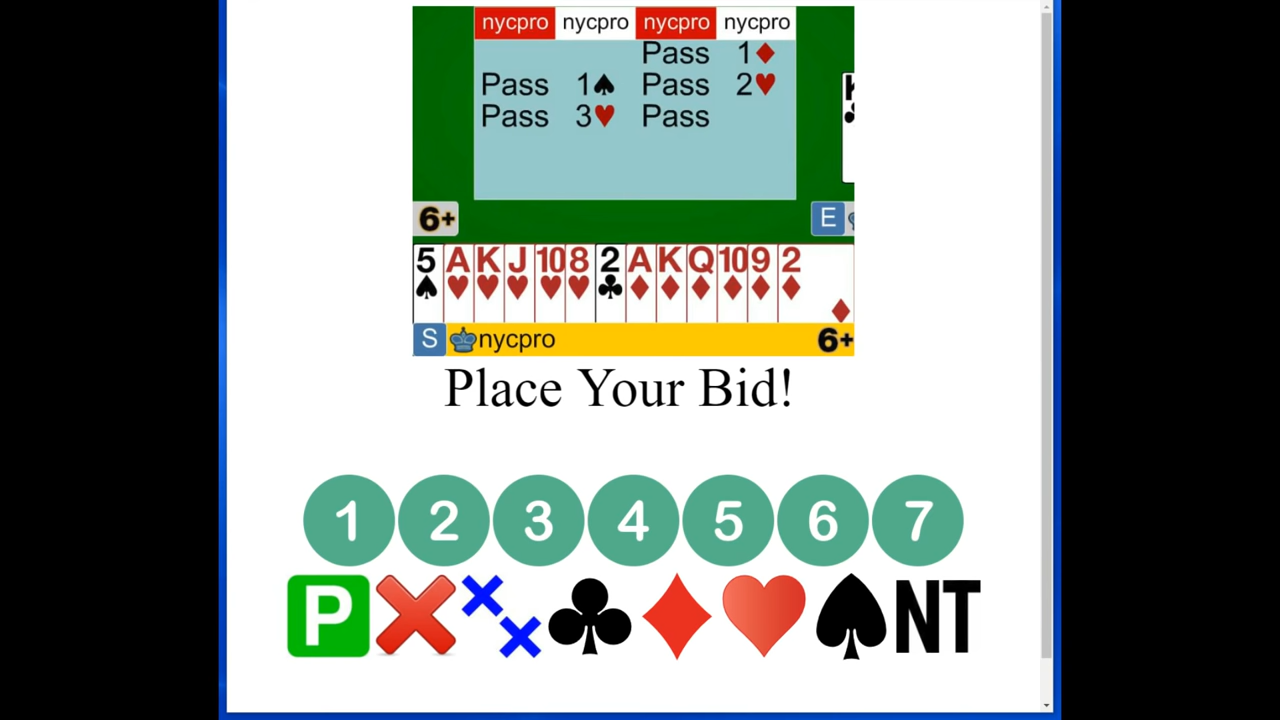 nycpro nycpro nycpro nycpro
Pass 1♦
Pass 1♠ Pass 2♥
Pass 3♥ Pass
K
6+ E
5 A K J 10 8 2 A K Q 10 9 2
S nycpro 6+
Place Your Bid!
1 2 3 4 5 6 7
P NT